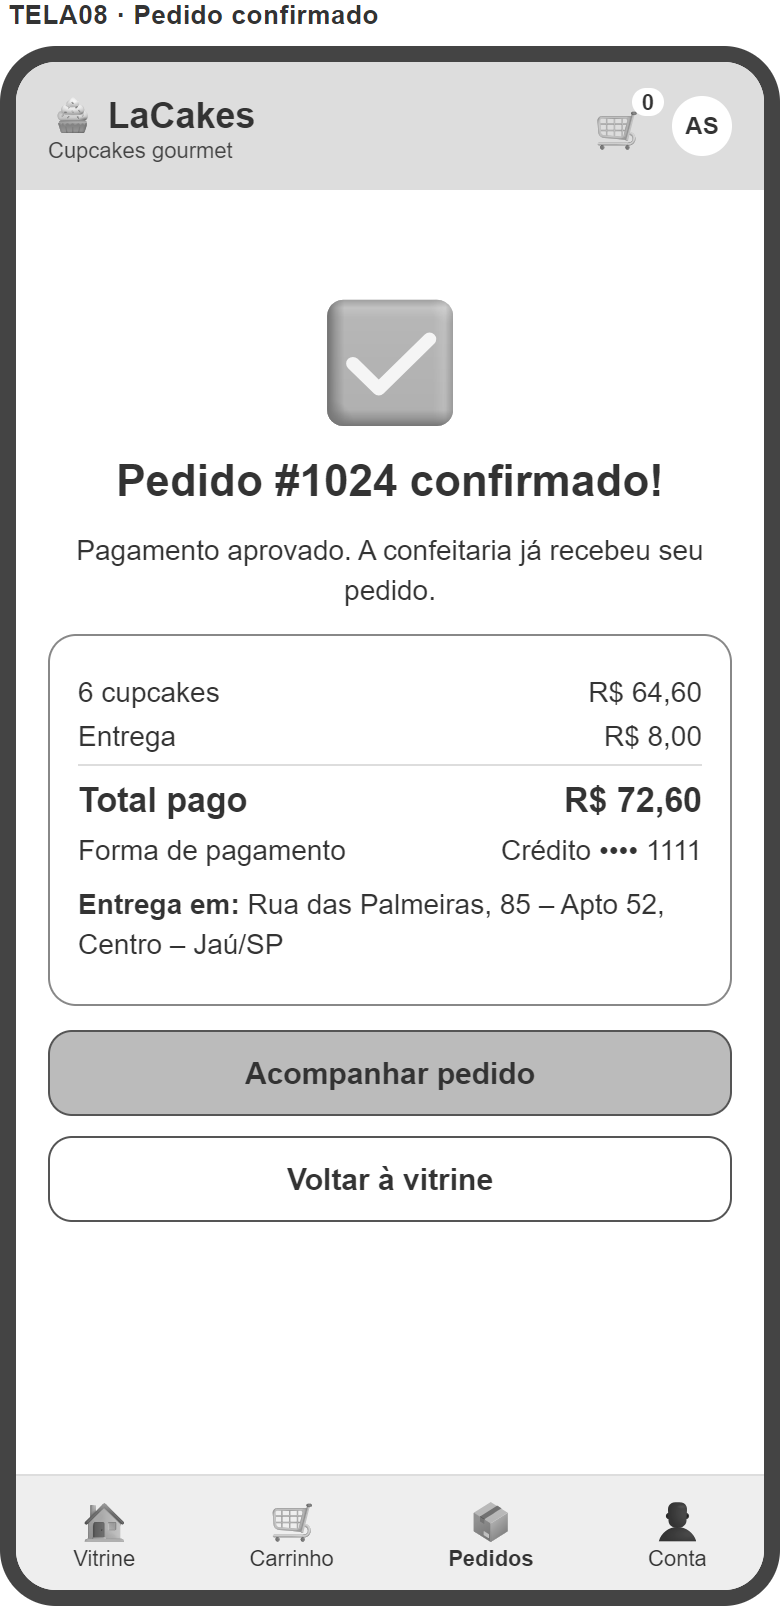 TELA08 · Pedido confirmado
LaCakes
Cupcakes gourmet
0
AS
Pedido #1024 confirmado!
Pagamento aprovado. A confeitaria já recebeu seu
pedido.
6 cupcakes R$ 64,60
Entrega R$ 8,00
Total pago R$ 72,60
Forma de pagamento Crédito •••• 1111
Entrega em: Rua das Palmeiras, 85 – Apto 52,
Centro – Jaú/SP
Acompanhar pedido
Voltar à vitrine
Vitrine Carrinho Pedidos Conta